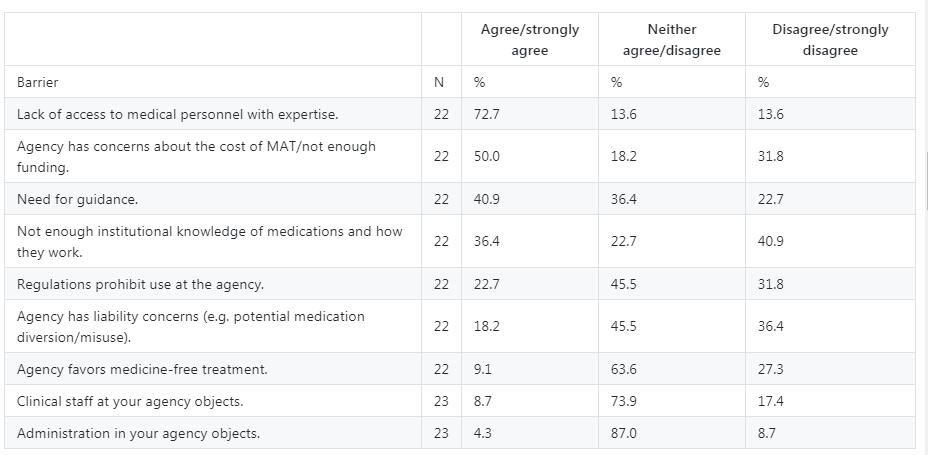 Agree/strongly agree Neither agree/disagree Disagree/strongly disagree
Barrier N % % %
Lack of access to medical personnel with expertise. 22 72.7 13.6 13.6
Agency has concerns about the cost of MAT/not enough funding. 22 50.0 18.2 31.8
Need for guidance. 22 40.9 36.4 22.7
Not enough institutional knowledge of medications and how they work. 22 36.4 22.7 40.9
Regulations prohibit use at the agency. 22 22.7 45.5 31.8
Agency has liability concerns (e.g. potential medication diversion/misuse). 22 18.2 45.5 36.4
Agency favors medicine-free treatment. 22 9.1 63.6 27.3
Clinical staff at your agency objects. 23 8.7 73.9 17.4
Administration in your agency objects. 23 4.3 87.0 8.7